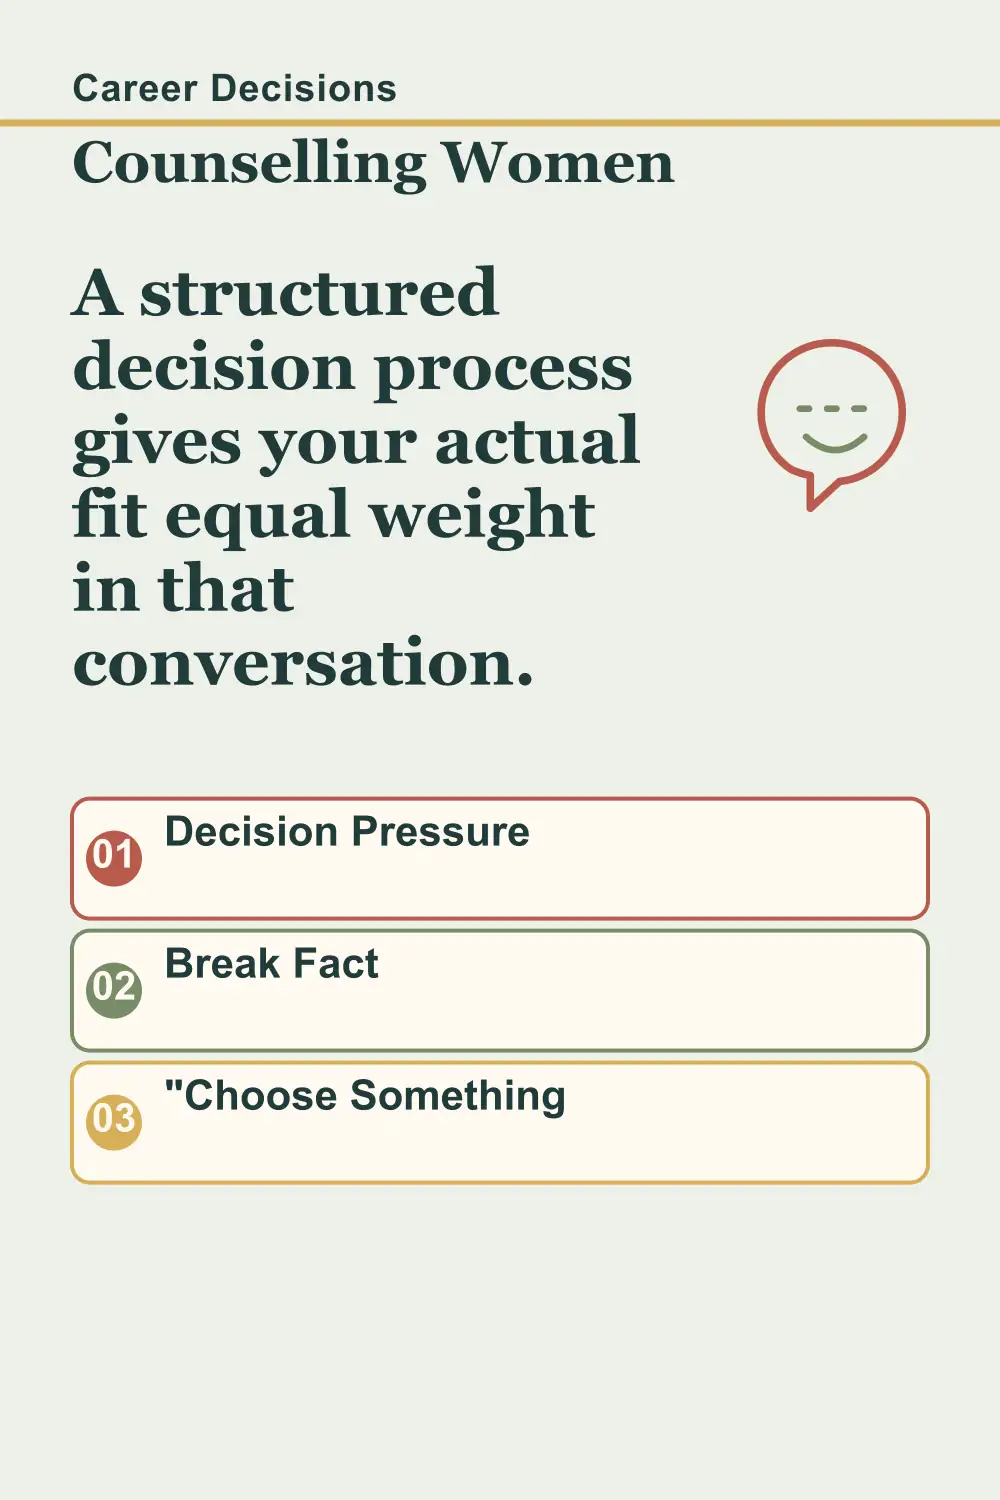 Career Decisions
Counselling Women
A structured
decision process
gives your actual
fit equal weight
in that
conversation.
01
Decision Pressure
02
Break Fact
03
"Choose Something